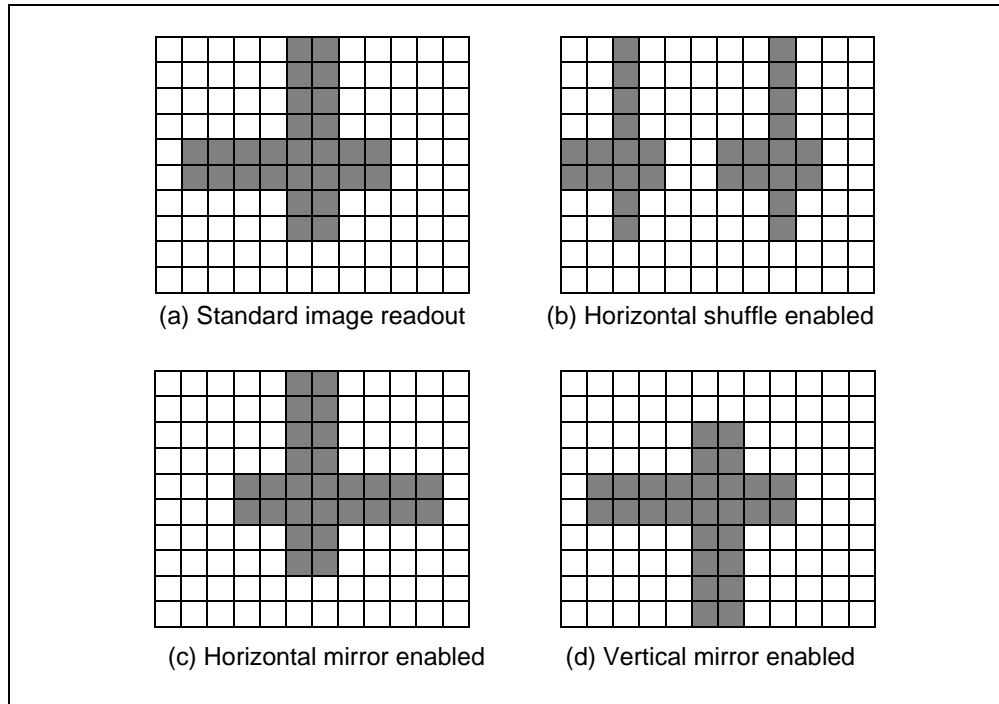 (a) Standard image readout
(b) Horizontal shuffle enabled
(c) Horizontal mirror enabled
(d) Vertical mirror enabled